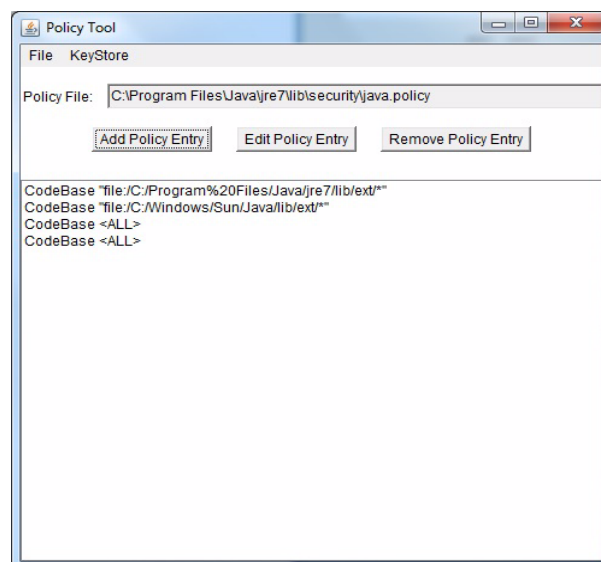 Policy Tool
File KeyStore
Policy File: C:\Program Files\Java\jre7\lib\security\java.policy
Add Policy Entry Edit Policy Entry Remove Policy Entry
CodeBase "file:/C:/Program%20Files/Java/jre7/lib/ext/*"
CodeBase "file:/C:/Windows/Sun/Java/lib/ext/*"
CodeBase <ALL>
CodeBase <ALL>